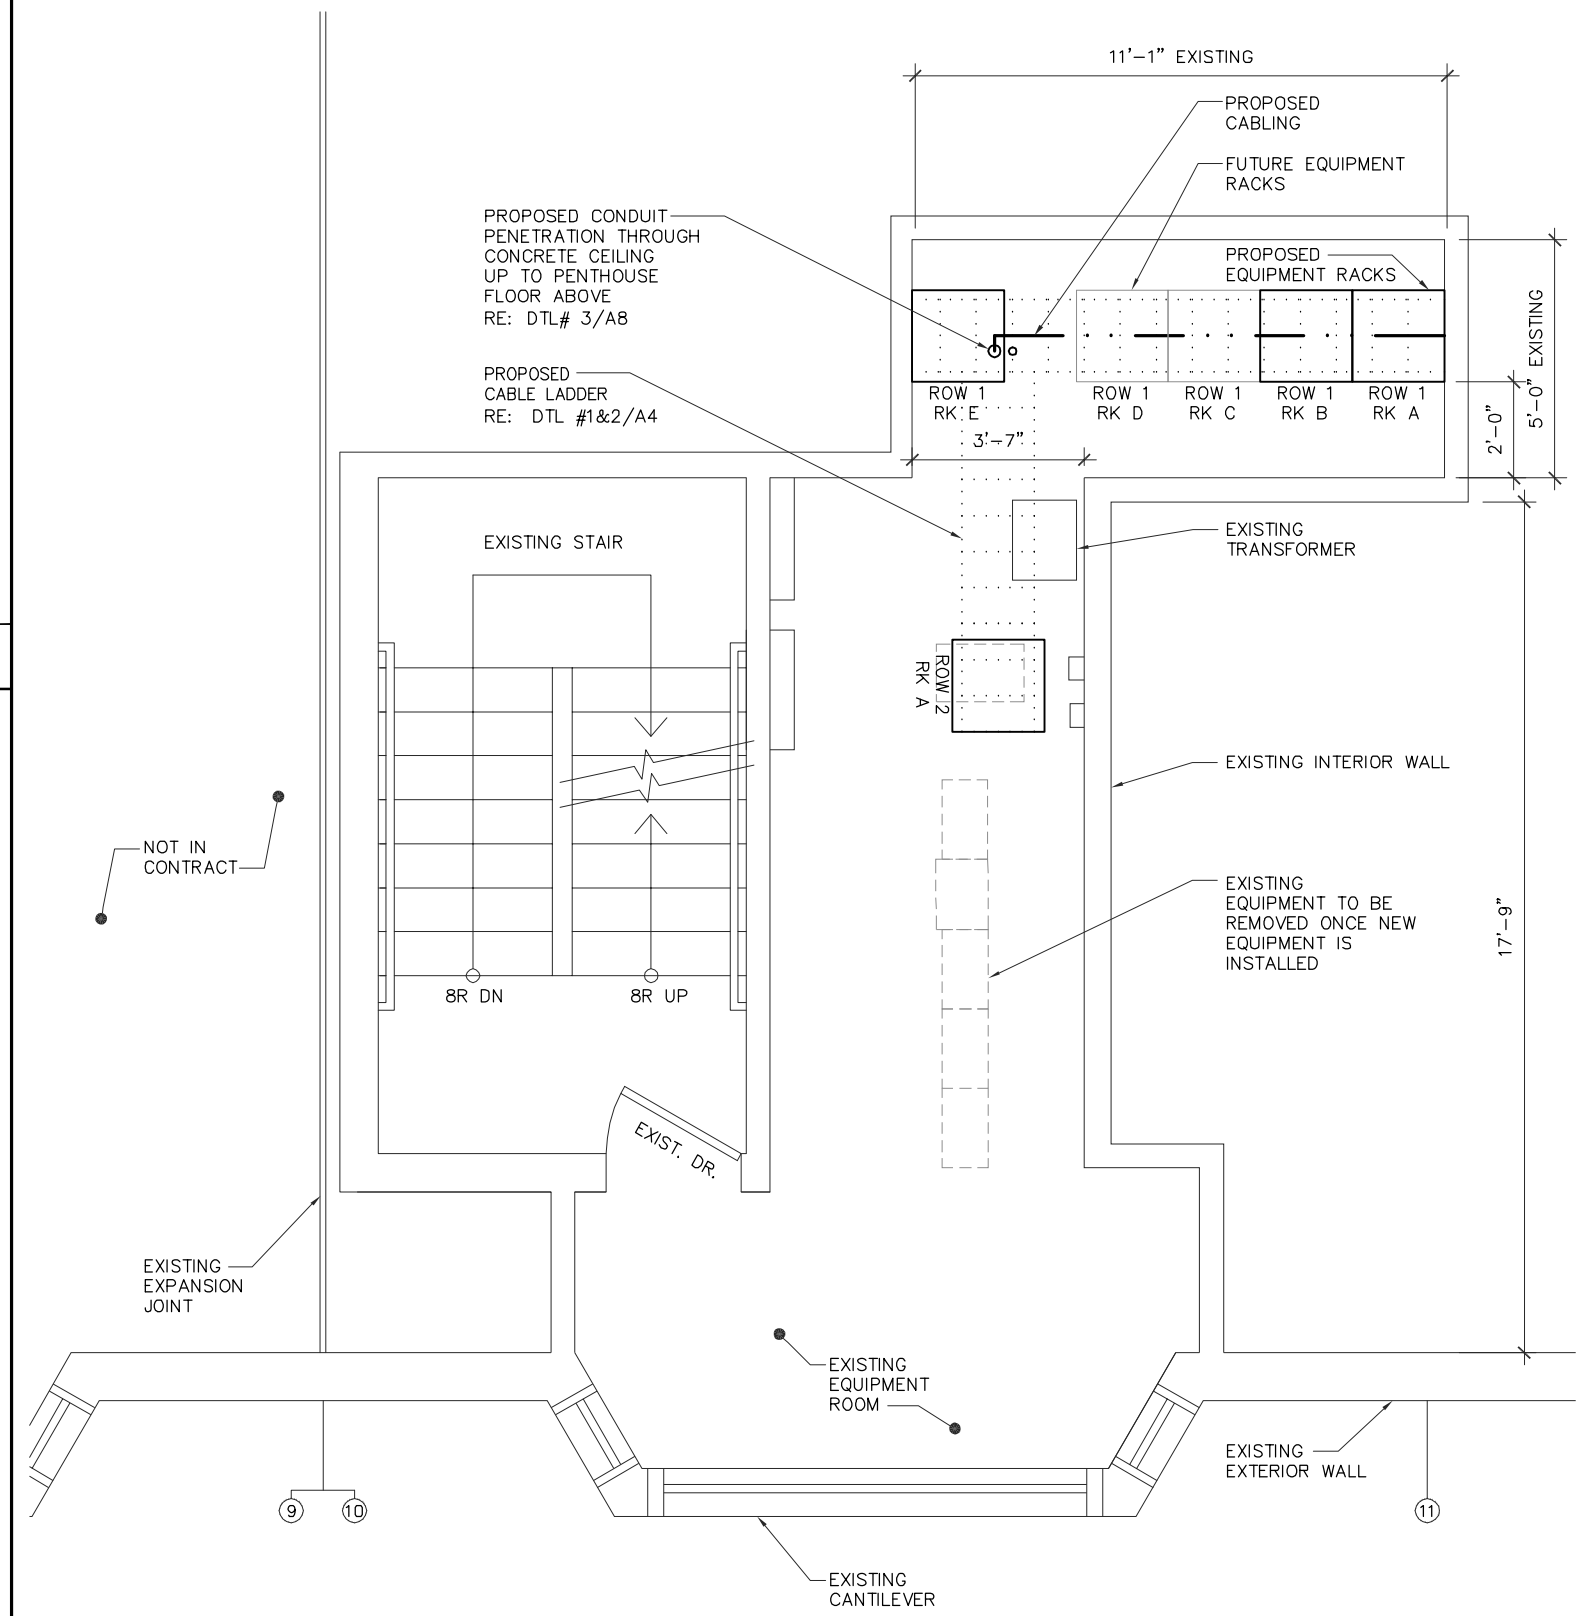 11'-1" EXISTING
PROPOSED
CABLING
FUTURE EQUIPMENT
RACKS
PROPOSED CONDUIT
PENETRATION THROUGH
CONCRETE CEILING
UP TO PENTHOUSE
FLOOR ABOVE
RE: DTL# 3/A8
PROPOSED
EQUIPMENT RACKS
5'-0" EXISTING
PROPOSED
CABLE LADDER
RE: DTL #1&2/A4
ROW 1
RK E
ROW 1
RK D
ROW 1
RK C
ROW 1
RK B
ROW 1
RK A
2'-0"
3'-7"
EXISTING STAIR
EXISTING
TRANSFORMER
ROW 2
RK A
EXISTING INTERIOR WALL
NOT IN
CONTRACT
EXISTING
EQUIPMENT TO BE
REMOVED ONCE NEW
EQUIPMENT IS
INSTALLED
17'-9"
8R DN
8R UP
EXIST. DR.
EXISTING
EXPANSION
JOINT
EXISTING
EQUIPMENT
ROOM
EXISTING
EXTERIOR WALL
9
10
11
EXISTING
CANTILEVER